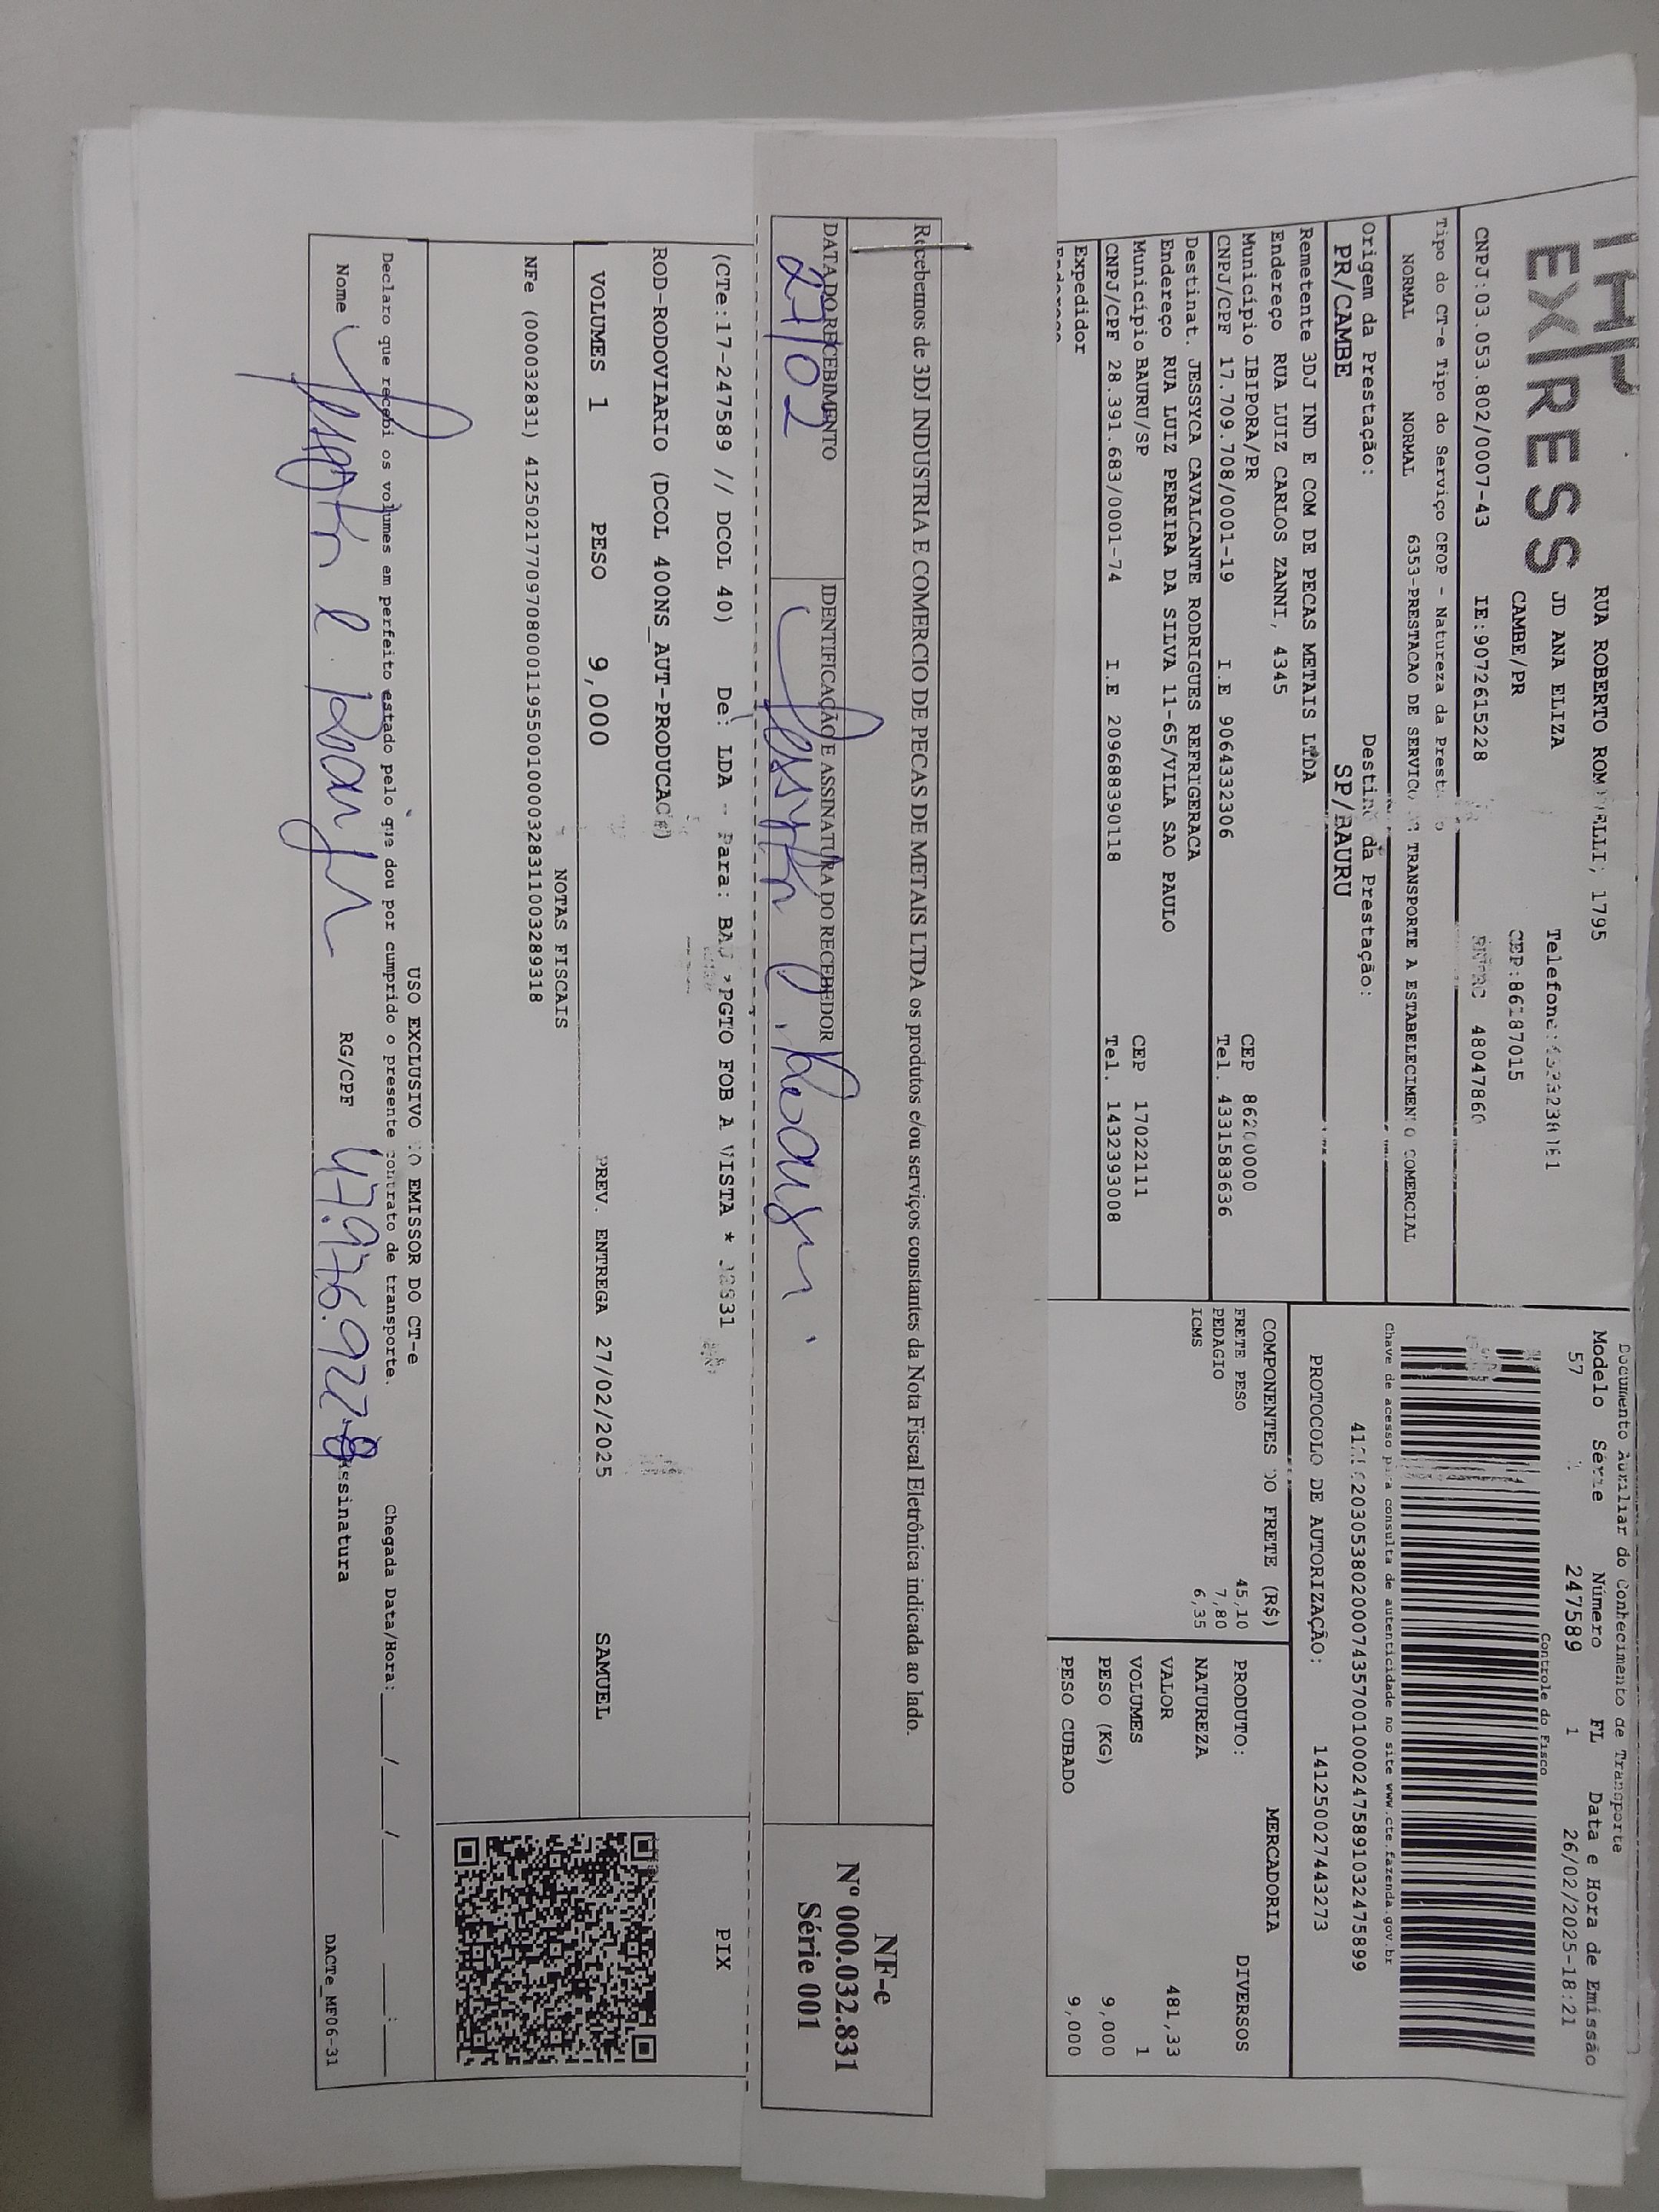 EXPRESS
RUA ROBERTO ROM ELLI; 1795
JD ANA ELIZA
CAMBE/PR
CEP:86187015
CNPJ:03.053.802/0007-43 IE:9072615228 48047860
Tipo do CT-e Tipo do Serviço CFOP - Natureza da
NORMAL NORMAL 6353-PRESTACAO DE SERVICO TRANSPORTE A ESTABELECIMENTO COMERCIAL
Origem da Prestação: Destino da Prestação:
PR/CAMBE SP/BAURU
Remetente 3DJ IND E COM DE PECAS METAIS LTDA
Endereço RUA LUIZ CARLOS ZANNI, 4345
Município IBIPORA/PR CEP 86200000
CNPJ/CPF 17.709.708/0001-19 I.E 9064332306 Tel. 4331583636
Destinat. JESSYCA CAVALCANTE RODRIGUES REFRIGERACA
Endereço RUA LUIZ PEREIRA DA SILVA 11-65/VILA SAO PAULO
Município BAURU/SP CEP 17022111
CNPJ/CPF 28.391.683/0001-74 I.E 209688390118 Tel. 1432393008
Expedidor
Documento Auxiliar do Conhecimento de Transporte
Modelo Série Número FL Data e Hora de Emissão
57 247589 1 26/02/2025-18:21
Controle do Fisco
Chave de acesso para consulta de autenticidade no site www.cte.fazenda.gov.br
PROTOCOLO DE AUTORIZAÇÃO: 141250027443273
COMPONENTES DO FRETE (R$)
FRETE PESO 45,10
PEDAGIO 7,80
ICMS 6,35
MERCADORIA
PRODUTO: DIVERSOS
NATUREZA
VALOR 481,33
VOLUMES 1
PESO (KG) 9,000
PESO CUBADO 9,000
Recebemos de 3DJ INDUSTRIA E COMERCIO DE PECAS DE METAIS LTDA os produtos e/ou serviços constantes da Nota Fiscal Eletrônica indicada ao lado.
DATA DO RECEBIMENTO IDENTIFICAÇÃO E ASSINATURA DO RECEBEDOR
27/02
NF-e
Nº 000.032.831
Série 001
(CTe:17-247589 // DCOL 40) De: LDA - Para: PGTO FOB A VISTA *
PIX
ROD-RODOVIARIO (DCOL 400NS_AUT-PRODUCAO)
VOLUMES 1 PESO 9,000 PREV. ENTREGA 27/02/2025 SAMUEL
NOTAS FISCAIS
NFe (000032831) 41250217709708000119550010000328311003289318
USO EXCLUSIVO DO EMISSOR DO CT-e
Declaro que recebi os volumes em perfeito estado pelo que dou por cumprido o presente contrato de transporte. Chegada Data/Hora:____/____/____ ____:____
Nome RG/CPF 47.976.927-8 Assinatura
DACTe_MF06-31